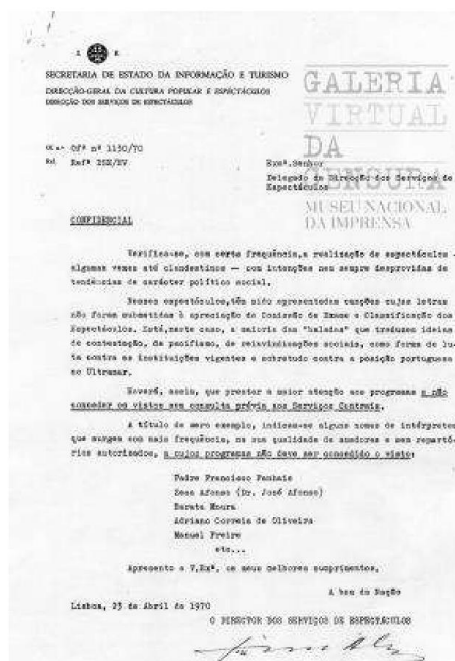 SECRETARIA DE ESTADO DA INFORMAÇÃO E TURISMO
DIRECÇÃO-GERAL DA CULTURA POPULAR E ESPECTÁCULOS
DIRECÇÃO DOS SERVIÇOS DE ESPECTÁCULOS
GALERIA
VIRTUAL
DA
CENSURA
MUSEU NACIONAL
DA IMPRENSA
Ofº nº 1130/70
Refª
Exmº.Senhor
Delegado da Direcção dos Serviços de
Espectáculos
CONFIDENCIAL
Verifica-se, com certa frequência,a realização de espectáculos -
algumas vezes até clandestinos — com intenções nem sempre desprovidas de
tendências de carácter político social.
Nesses espectáculos,têm sido apresentadas canções cujas letras
não foram submetidas à apreciação da Comissão de Exame e Classificação dos
Espectáculos. Está,neste caso, a maioria das "baladas" que traduzem ideias
de contestação, de pacifismo, de reivindicações sociais, como forma de lu-
ta contra as instituições vigentes e sobretudo contra a posição portuguesa
no Ultramar.
Haverá, assim, que prestar a maior atenção aos programas e não
conceder os vistos sem consulta prévia aos Serviços Centrais.
A título de mero exemplo, indicam-se alguns nomes de intérpretes
que surgem com mais frequência, na sua qualidade de amadores e sem repertó-
rios autorizados, a cujos programas não deve ser concedido o visto:
Padre Francisco Fanhais
Zeca Afonso (Dr. José Afonso)
Barata Moura
Adriano Correia de Oliveira
Manuel Freire
etc...
Apresento a V.Exª, os meus melhores cumprimentos.
A bem da Nação
Lisboa, 23 de Abril de 1970
O DIRECTOR DOS SERVIÇOS DE ESPECTÁCULOS